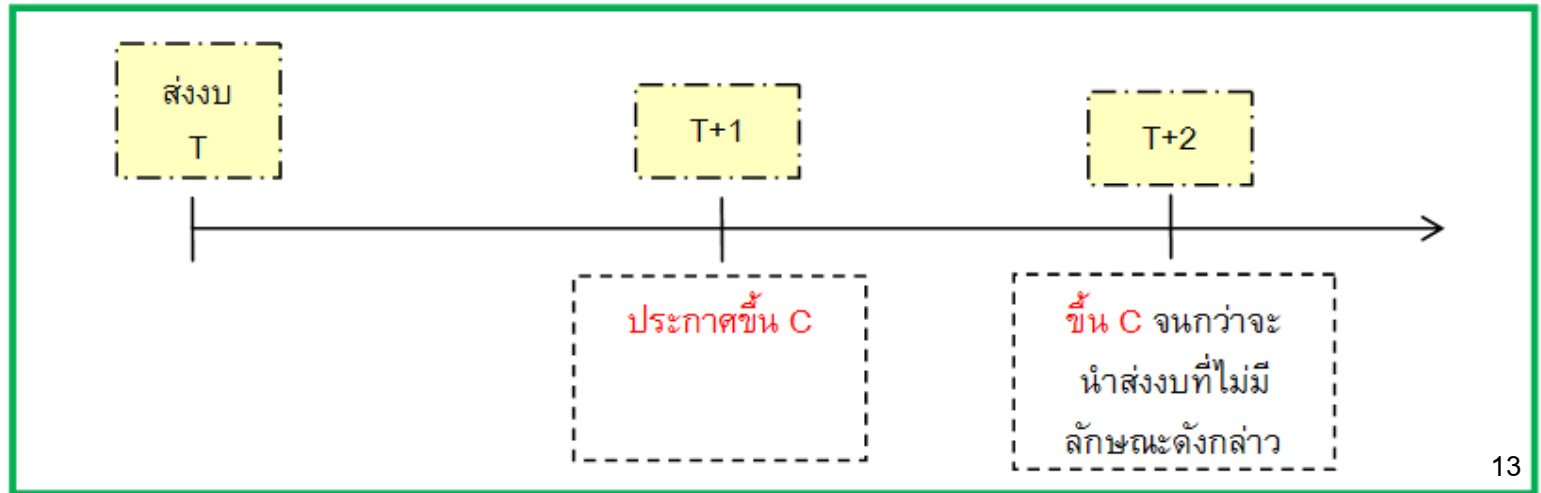 ส่งงบ
T
T+1
T+2
ประกาศขึ้น C
ขึ้น C จนกว่าจะ
นำส่งงบที่ไม่มี
ลักษณะดังกล่าว
13